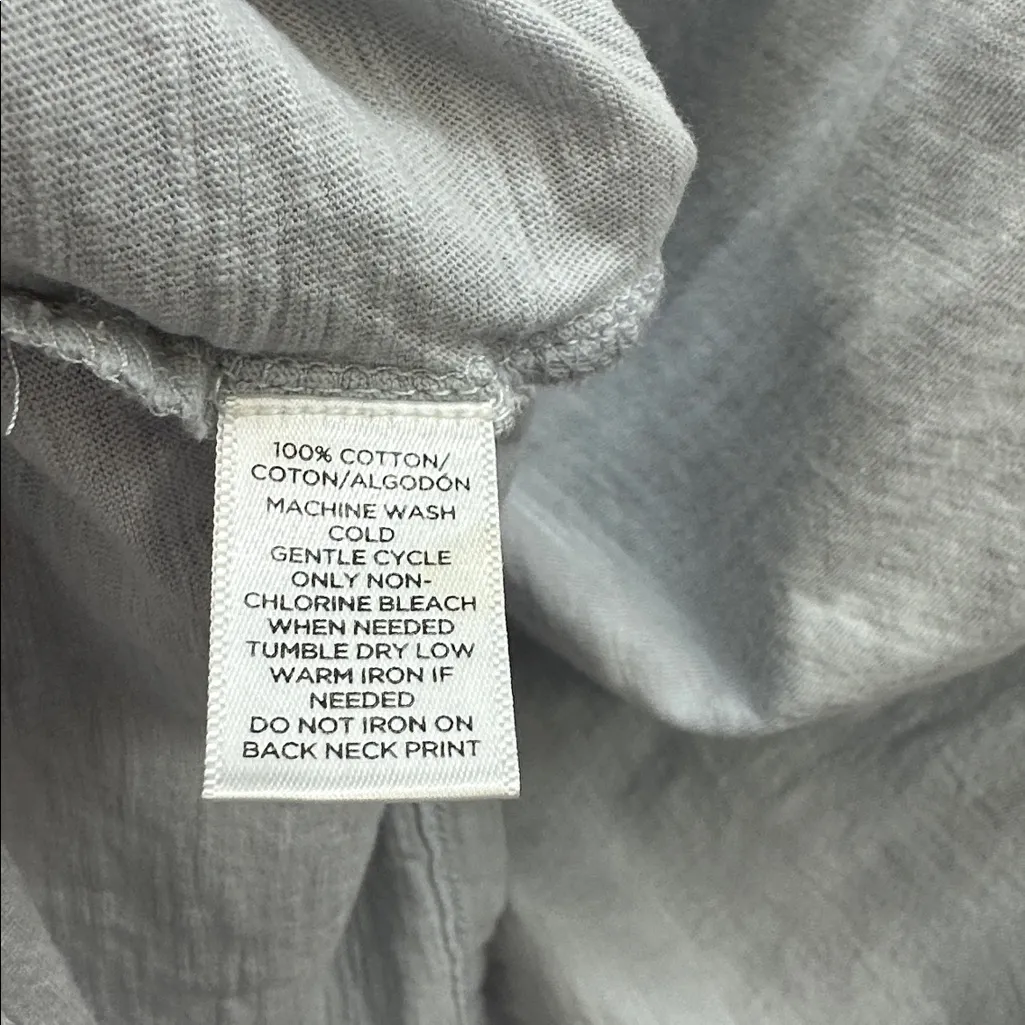 100% COTTON/
COTON/ALGODÓN
MACHINE WASH
COLD
GENTLE CYCLE
ONLY NON-
CHLORINE BLEACH
WHEN NEEDED
TUMBLE DRY LOW
WARM IRON IF
NEEDED
DO NOT IRON ON
BACK NECK PRINT